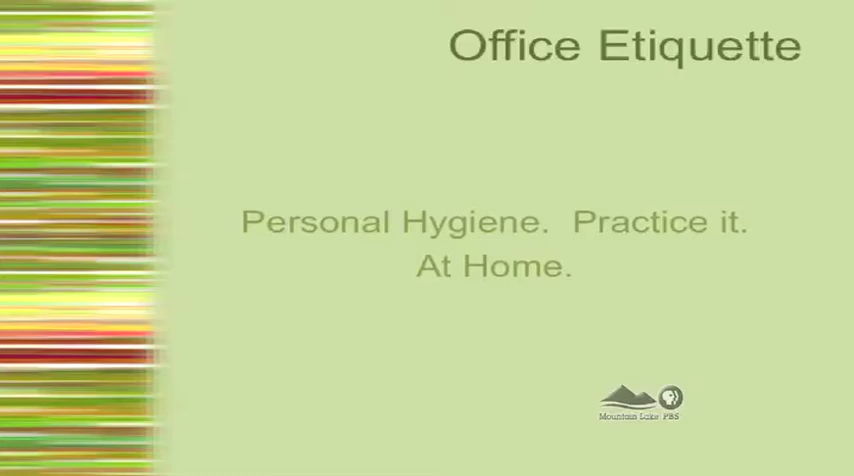 Office Etiquette
Personal Hygiene.  Practice it.
At Home.
Mountain Lake PBS